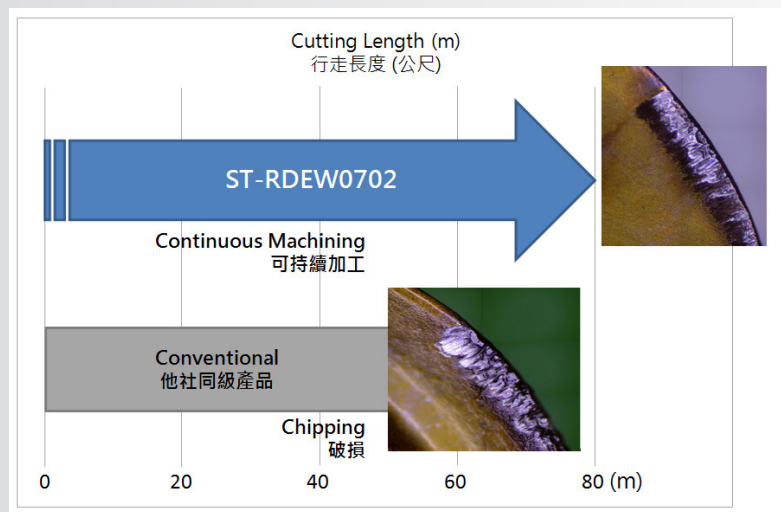 Cutting Length (m)
行走長度 (公尺)
ST-RDEW0702
Continuous Machining
可持續加工
Conventional
他社同級產品
Chipping
破損
0 20 40 60 80 (m)